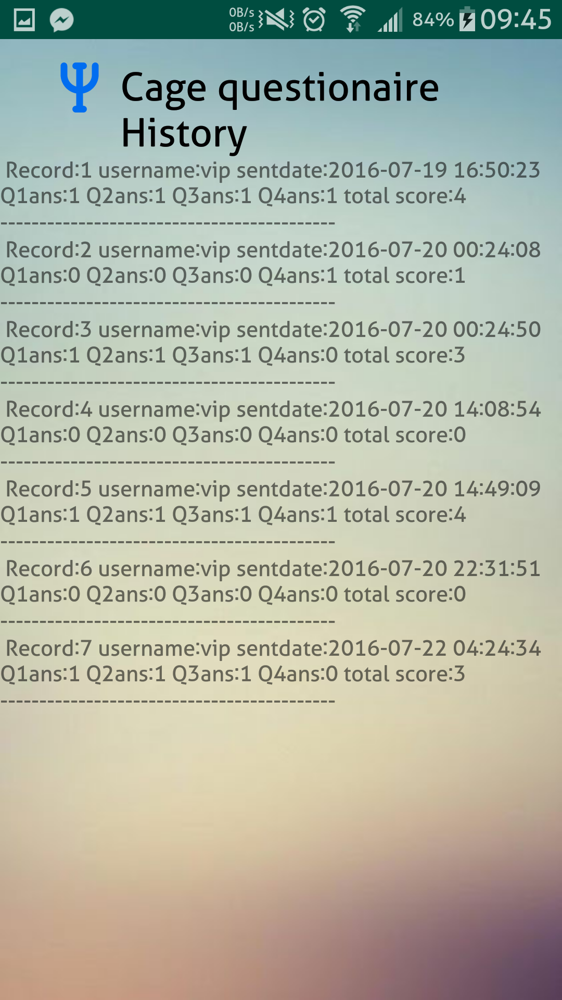 0B/s
0B/s
84% 09:45
Cage questionaire
History
Record:1 username:vip sentdate:2016-07-19 16:50:23
Q1ans:1 Q2ans:1 Q3ans:1 Q4ans:1 total score:4
-------------------------------------------
Record:2 username:vip sentdate:2016-07-20 00:24:08
Q1ans:0 Q2ans:0 Q3ans:0 Q4ans:1 total score:1
-------------------------------------------
Record:3 username:vip sentdate:2016-07-20 00:24:50
Q1ans:1 Q2ans:1 Q3ans:1 Q4ans:0 total score:3
-------------------------------------------
Record:4 username:vip sentdate:2016-07-20 14:08:54
Q1ans:0 Q2ans:0 Q3ans:0 Q4ans:0 total score:0
-------------------------------------------
Record:5 username:vip sentdate:2016-07-20 14:49:09
Q1ans:1 Q2ans:1 Q3ans:1 Q4ans:1 total score:4
-------------------------------------------
Record:6 username:vip sentdate:2016-07-20 22:31:51
Q1ans:0 Q2ans:0 Q3ans:0 Q4ans:0 total score:0
-------------------------------------------
Record:7 username:vip sentdate:2016-07-22 04:24:34
Q1ans:1 Q2ans:1 Q3ans:1 Q4ans:0 total score:3
-------------------------------------------